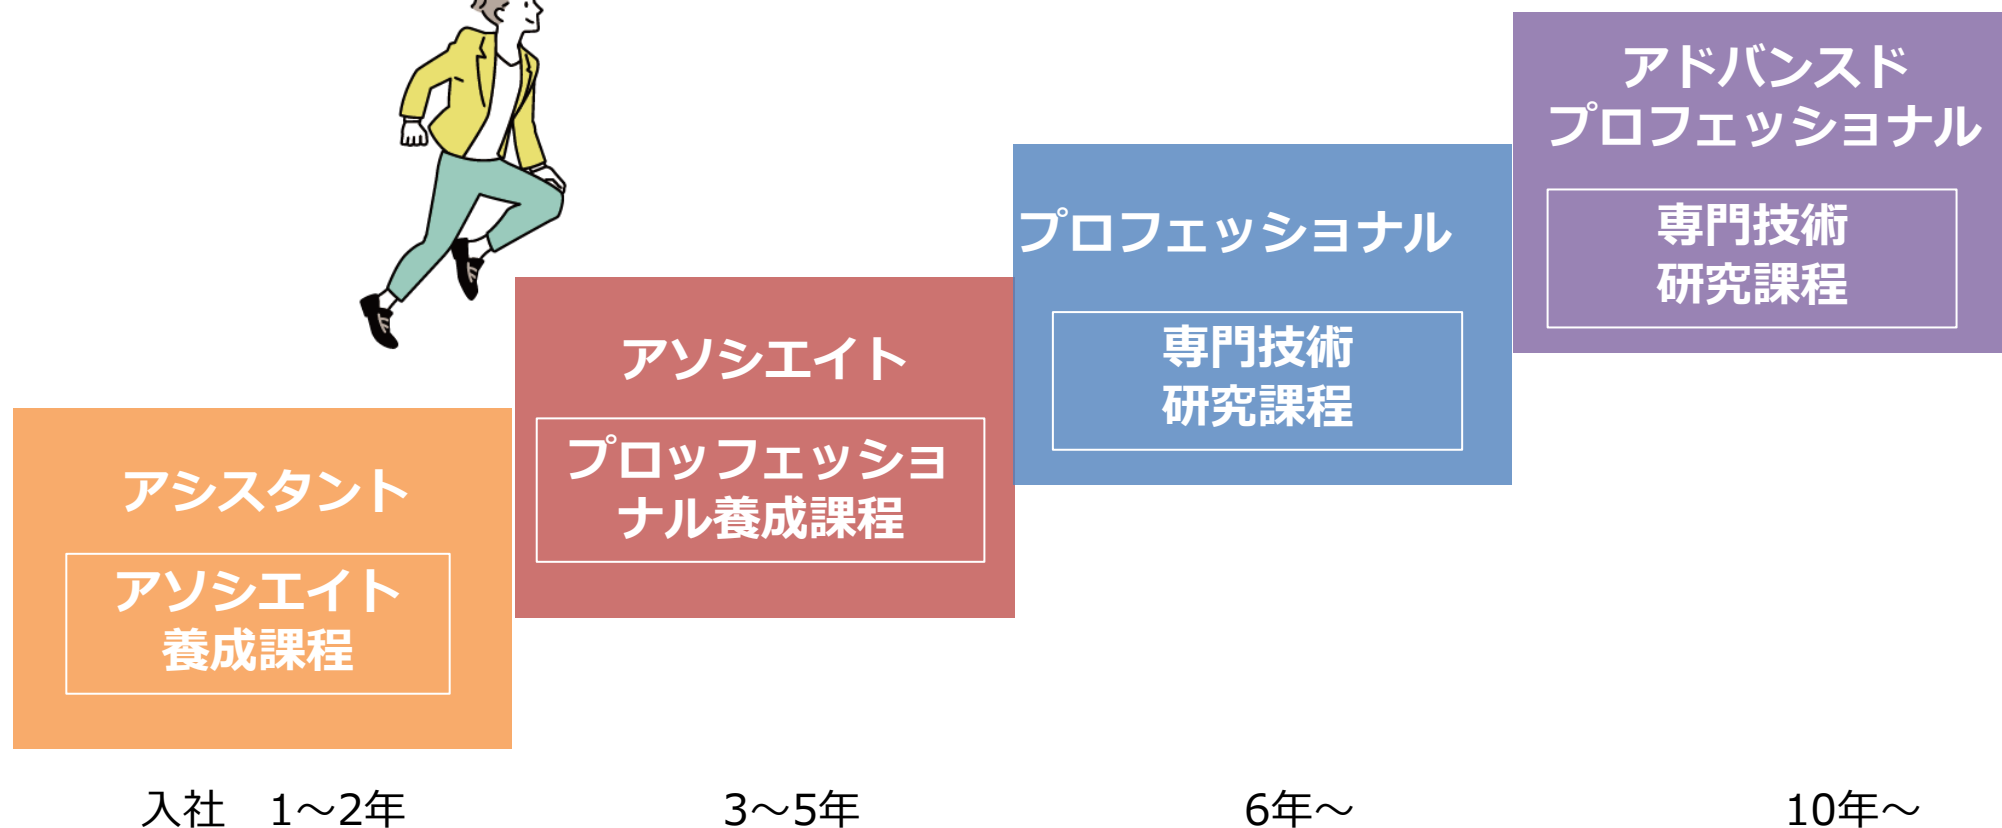 アシスタント
アソシエイト
養成課程
アソシエイト
プロッフェッショ
ナル養成課程
プロフェッショナル
専門技術
研究課程
アドバンスド
プロフェッショナル
専門技術
研究課程
入社　1～2年
3～5年
6年～
10年～